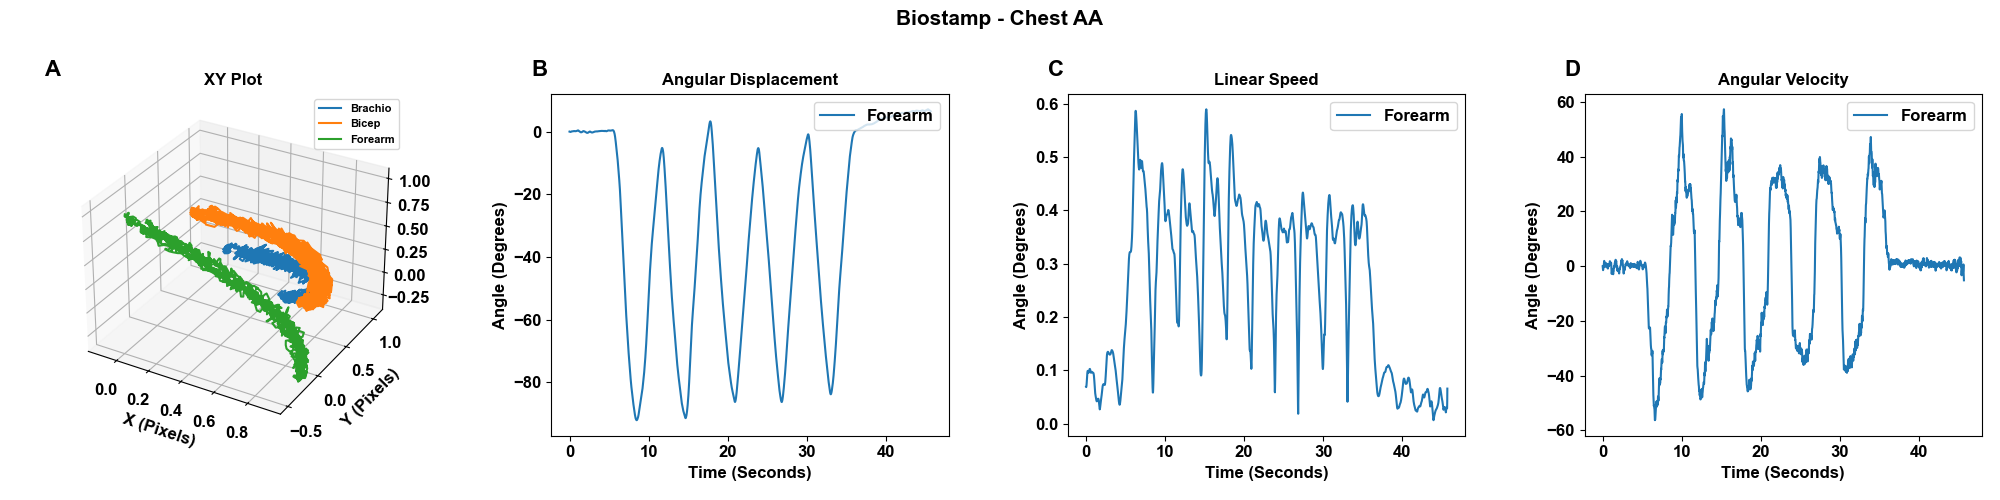 Biostamp - Chest AA
A
XY Plot
Brachio
Bicep
Forearm
1.00
0.75
0.50
0.25
0.00
−0.25
1.0
0.5
0.0
−0.5
Y (Pixels)
0.0
0.2
0.4
0.6
0.8
X (Pixels)
B
Angular Displacement
Forearm
0
−20
−40
−60
−80
Angle (Degrees)
0 10 20 30 40
Time (Seconds)
C
Linear Speed
Forearm
0.6
0.5
0.4
0.3
0.2
0.1
0.0
Angle (Degrees)
0 10 20 30 40
Time (Seconds)
D
Angular Velocity
Forearm
60
40
20
0
−20
−40
−60
Angle (Degrees)
0 10 20 30 40
Time (Seconds)